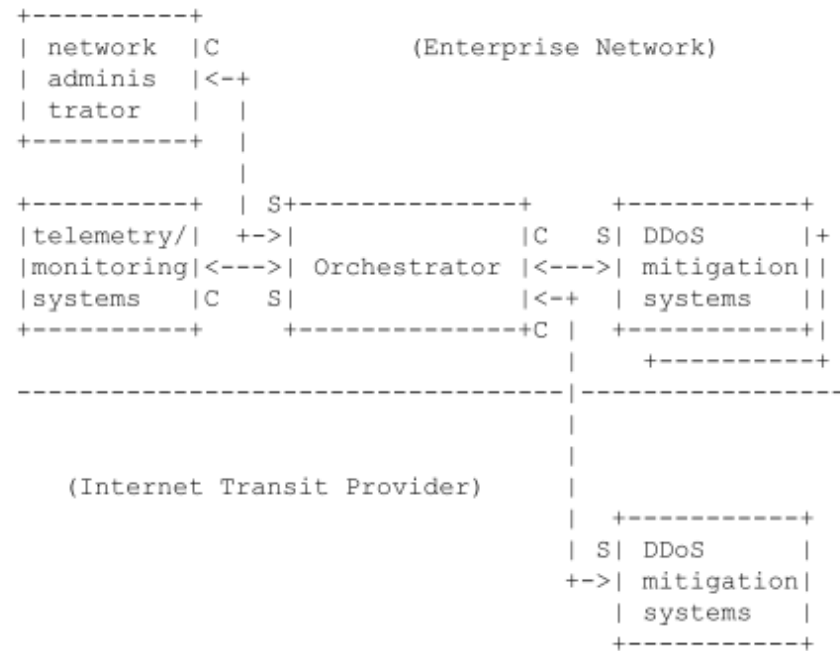 +----------+
| network  |C            (Enterprise Network)
| adminis  |<-+
| trator   |  |
+----------+  |
              |
+----------+  | S+--------------+     +-----------+
|telemetry/|  +->|              |C   S| DDoS      |+
|monitoring|<--->| Orchestrator |<--->| mitigation||
|systems   |C   S|              |<-+  | systems   ||
+----------+     +--------------+C |  +-----------+|
                                   |    +----------+
-----------------------------------|-----------------
                                   |
                                   |
   (Internet Transit Provider)     |
                                   |  +-----------+
                                   | S| DDoS      |
                                   +->| mitigation|
                                      | systems   |
                                      +-----------+